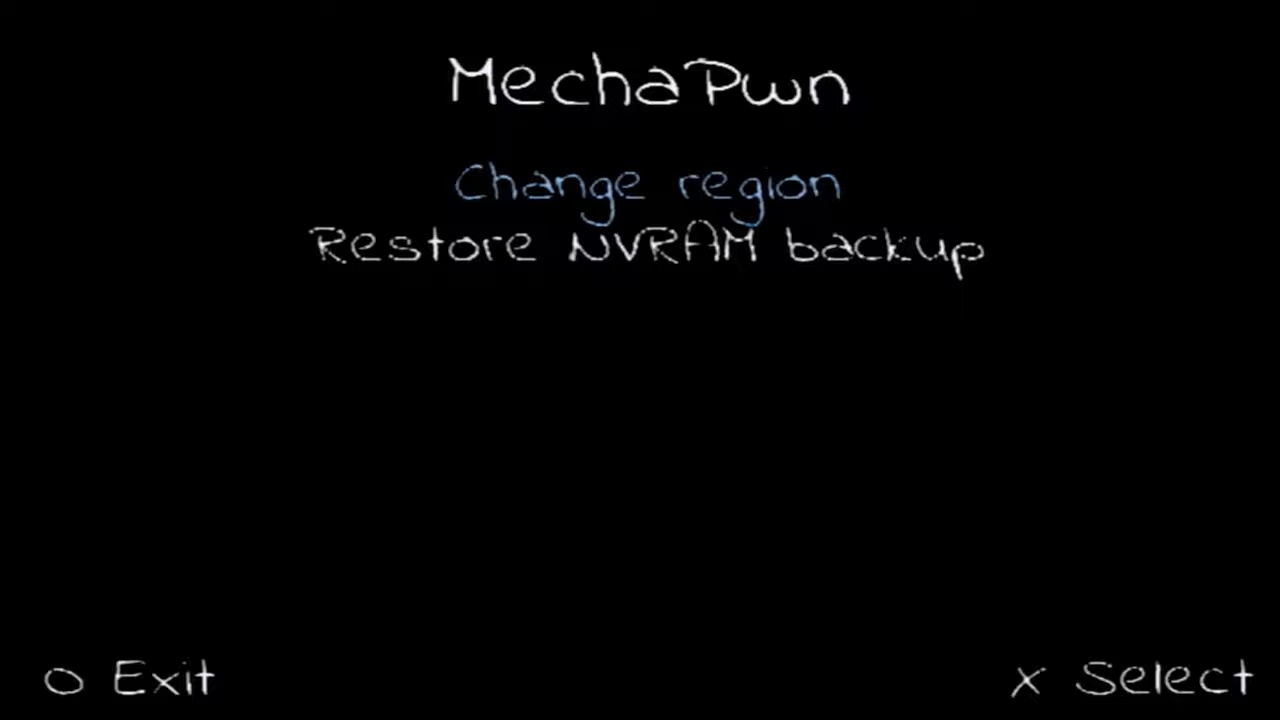 MechaPwn
Change region
Restore NVRAM backup
O Exit
X Select